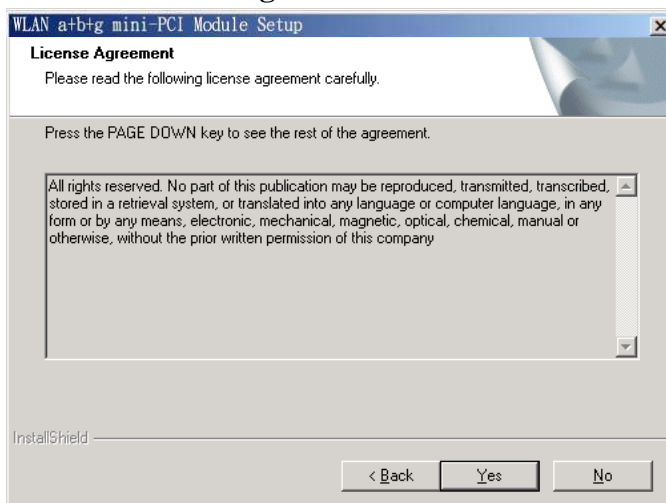 WLAN a+b+g mini-PCI Module Setup
License Agreement
Please read the following license agreement carefully.
Press the PAGE DOWN key to see the rest of the agreement.
All rights reserved. No part of this publication may be reproduced, transmitted, transcribed,
stored in a retrieval system, or translated into any language or computer language, in any
form or by any means, electronic, mechanical, magnetic, optical, chemical, manual or
otherwise, without the prior written permission of this company
InstallShield
< Back Yes No